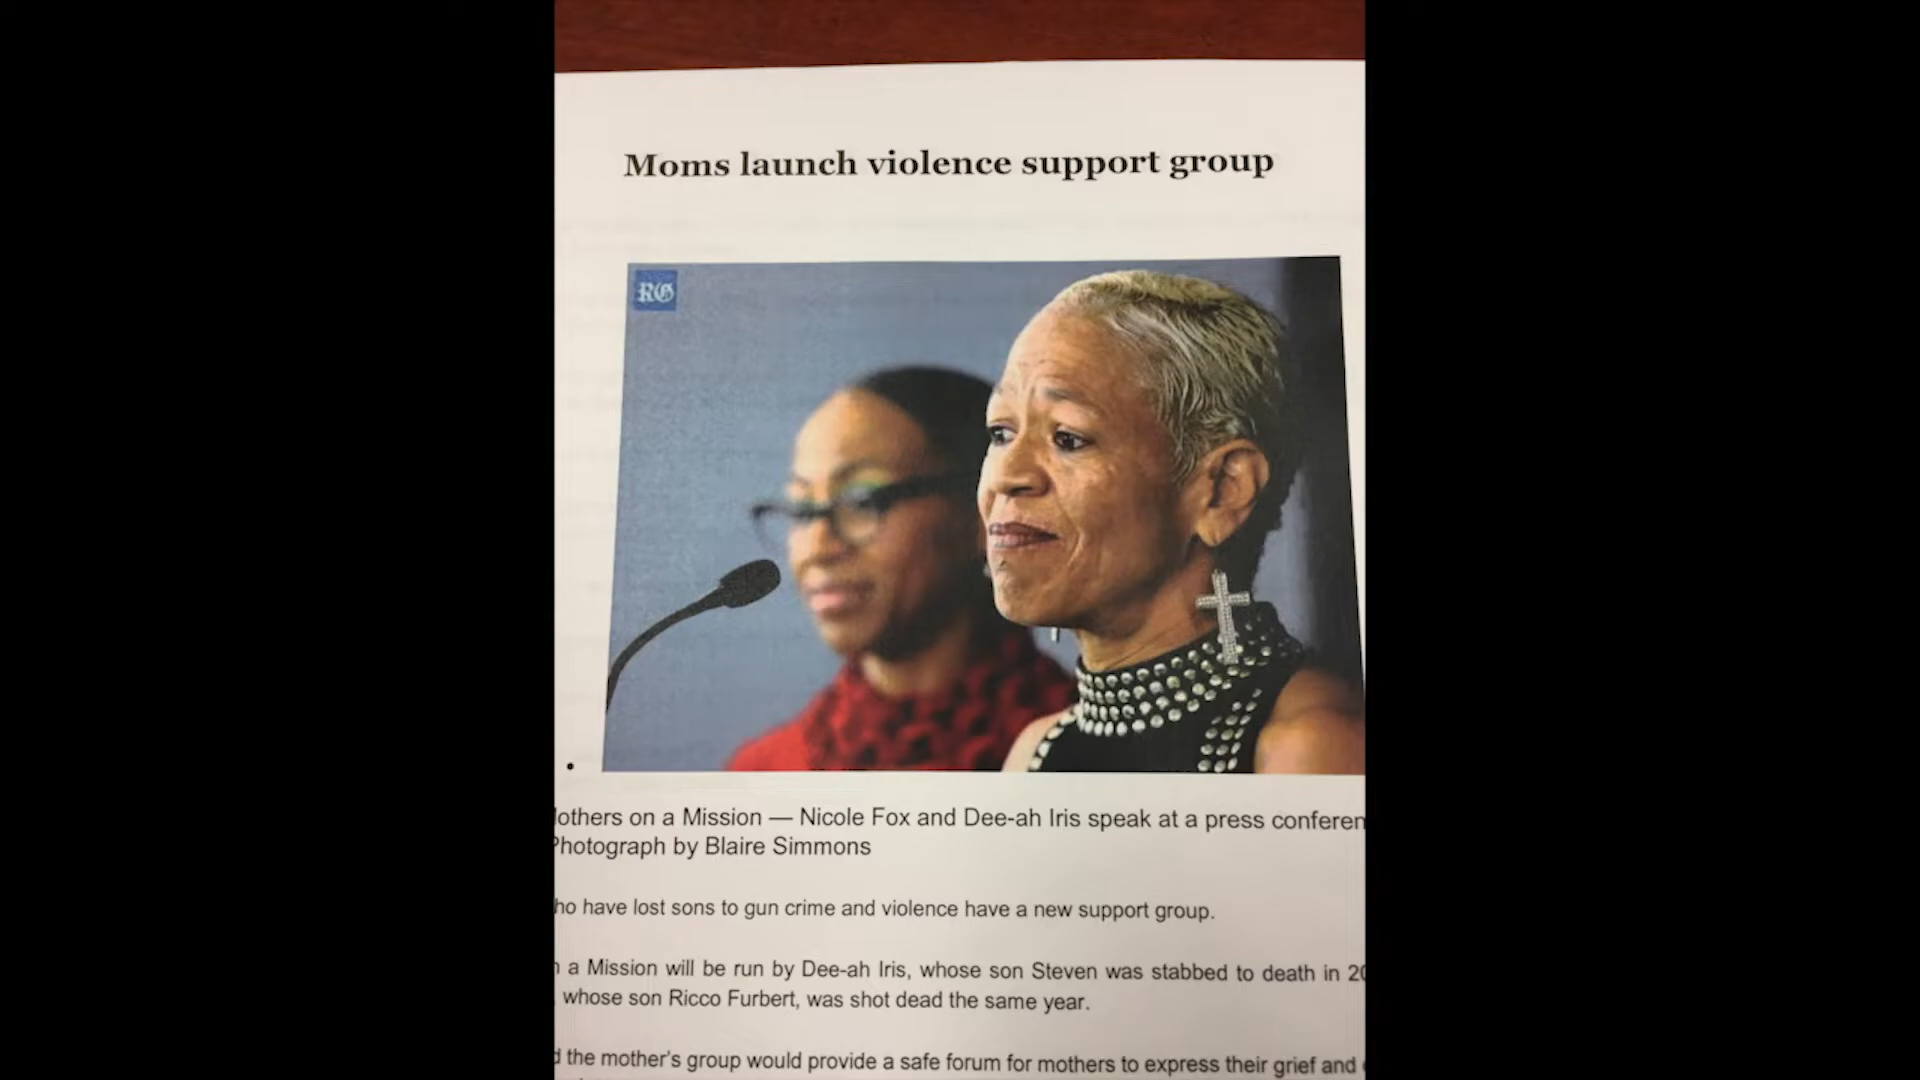 Moms launch violence support group
RG
others on a Mission — Nicole Fox and Dee-ah Iris speak at a press conferen
Photograph by Blaire Simmons
ho have lost sons to gun crime and violence have a new support group.
a Mission will be run by Dee-ah Iris, whose son Steven was stabbed to death in 20
whose son Ricco Furbert, was shot dead the same year.
the mother's group would provide a safe forum for mothers to express their grief and